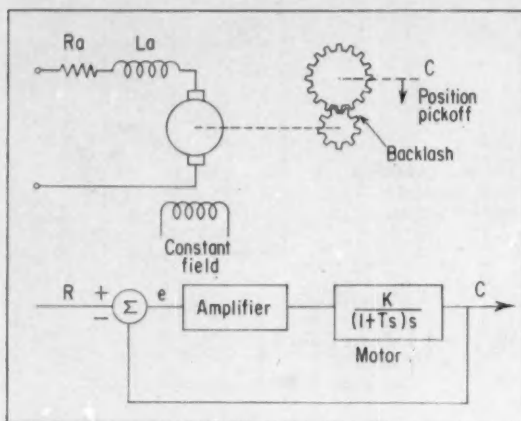 Ra La
C
Position
pickoff
Backlash
Constant
field
R + e Amplifier K C
− Σ (1+Ts)s
Motor